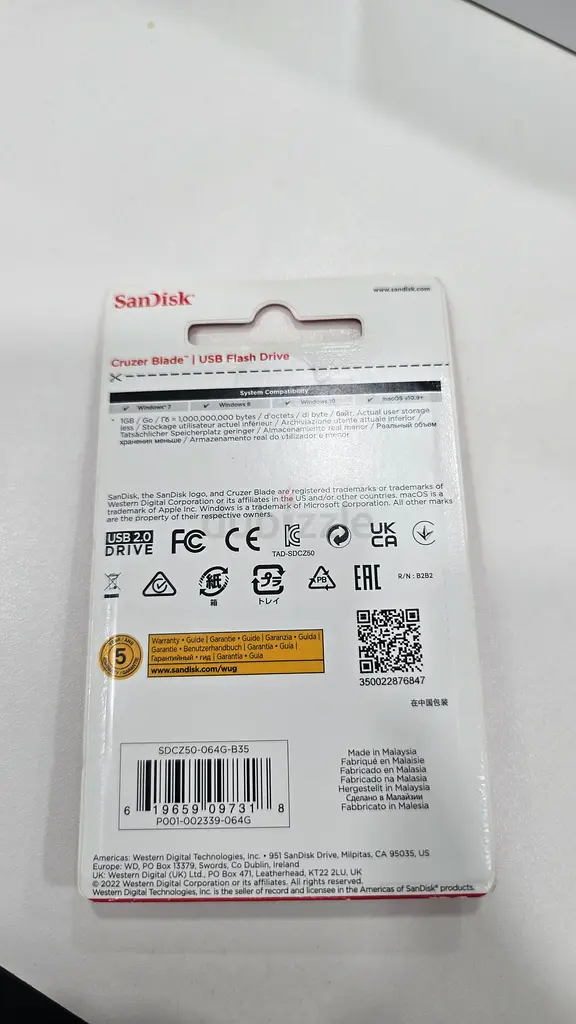 SanDisk®
www.sandisk.com
Cruzer Blade™ | USB Flash Drive
System Compatibility
✓ Windows® 7 ✓ Windows 8 ✓ Windows 10 ✓ macOS v10.9+
* 1GB / Go / Гб = 1,000,000,000 bytes / d'octets / di byte / байт. Actual user storage
less / Stockage utilisateur actuel inférieur / Archiviazione utente attuale inferiore /
Tatsächlicher Speicherplatz geringer / Almacenamiento real menor / Реальный объем
хранения меньше / Armazenamento real do utilizador é menor
SanDisk, the SanDisk logo, and Cruzer Blade are registered trademarks or trademarks of
Western Digital Corporation or its affiliates in the US and/or other countries. macOS is a
trademark of Apple Inc. Windows is a trademark of Microsoft Corporation. All other marks
are the property of their respective owners.
dubizzle
USB 2.0
DRIVE
FC CE
TAD-SDCZ50
UK
CA
紙
箱
プラ
トレイ
PB
EAC
R/N : B2B2
5
Warranty • Guide | Garantie • Guide | Garanzia • Guida |
Garantie • Benutzerhandbuch | Garantía • Guía |
Гарантийный • гид | Garantia • Guia
www.sandisk.com/wug
350022876847
在中国包装
SDCZ50-064G-B35
6 19659 09731 8
P001-002339-064G
Made in Malaysia
Fabriqué en Malaisie
Fabricado en Malasia
Fabricado na Malásia
Hergestellt in Malaysia
Сделано в Малайзии
Fabbricato in Malesia
Americas: Western Digital Technologies, Inc. • 951 SanDisk Drive, Milpitas, CA 95035, US
Europe: WD, PO Box 13379, Swords, Co Dublin, Ireland
UK: Western Digital (UK) Ltd., PO Box 471, Leatherhead, KT22 2LU, UK
© 2022 Western Digital Corporation or its affiliates. All rights reserved.
Western Digital Technologies, Inc. is the seller of record and licensee in the Americas of SanDisk® products.